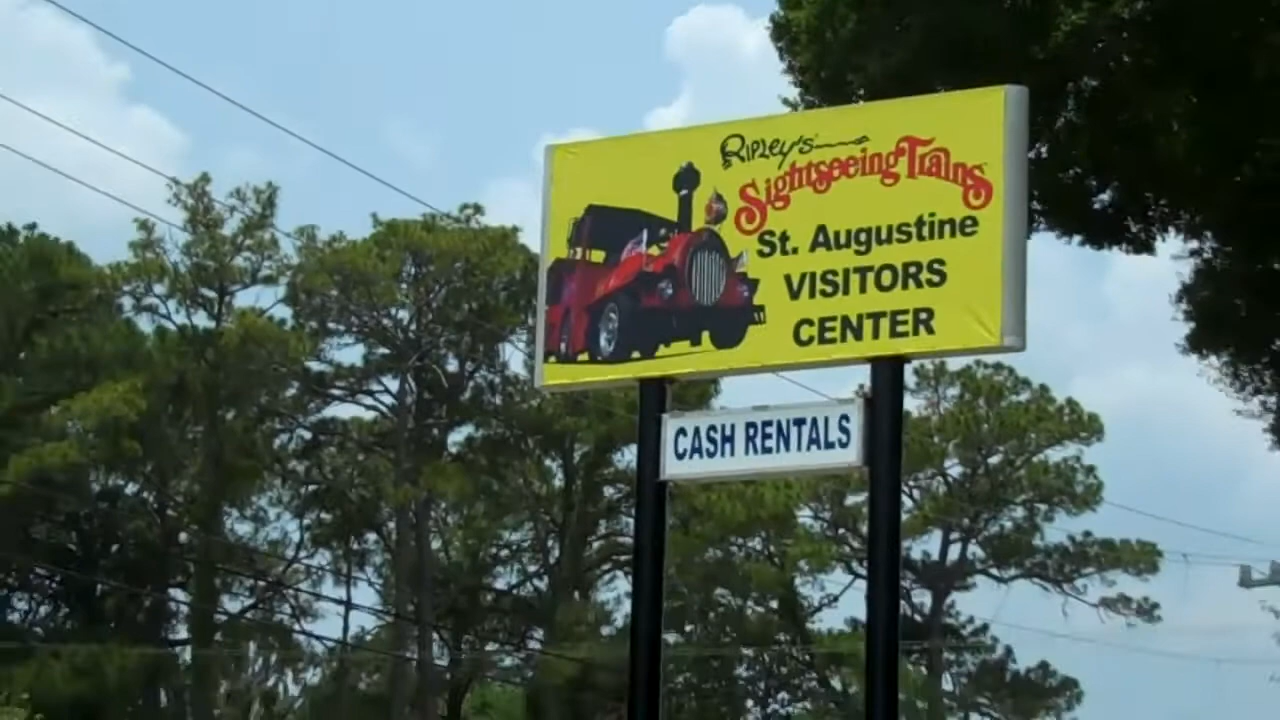 RIPLEY'S
Sightseeing Trains
St. Augustine
VISITORS
CENTER
CASH RENTALS